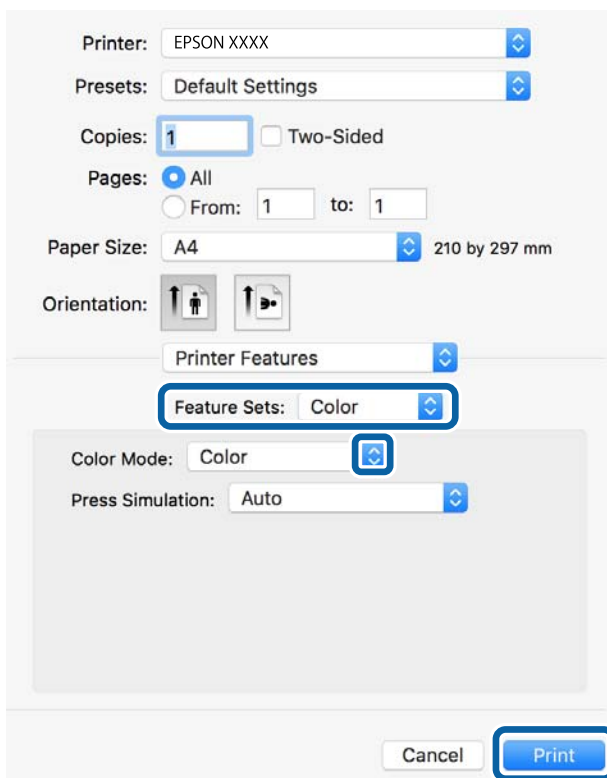 Printer: EPSON XXXX
Presets: Default Settings
Copies: 1 Two-Sided
Pages: All
From: 1 to: 1
Paper Size: A4 210 by 297 mm
Orientation:
Printer Features
Feature Sets: Color
Color Mode: Color
Press Simulation: Auto
Cancel Print